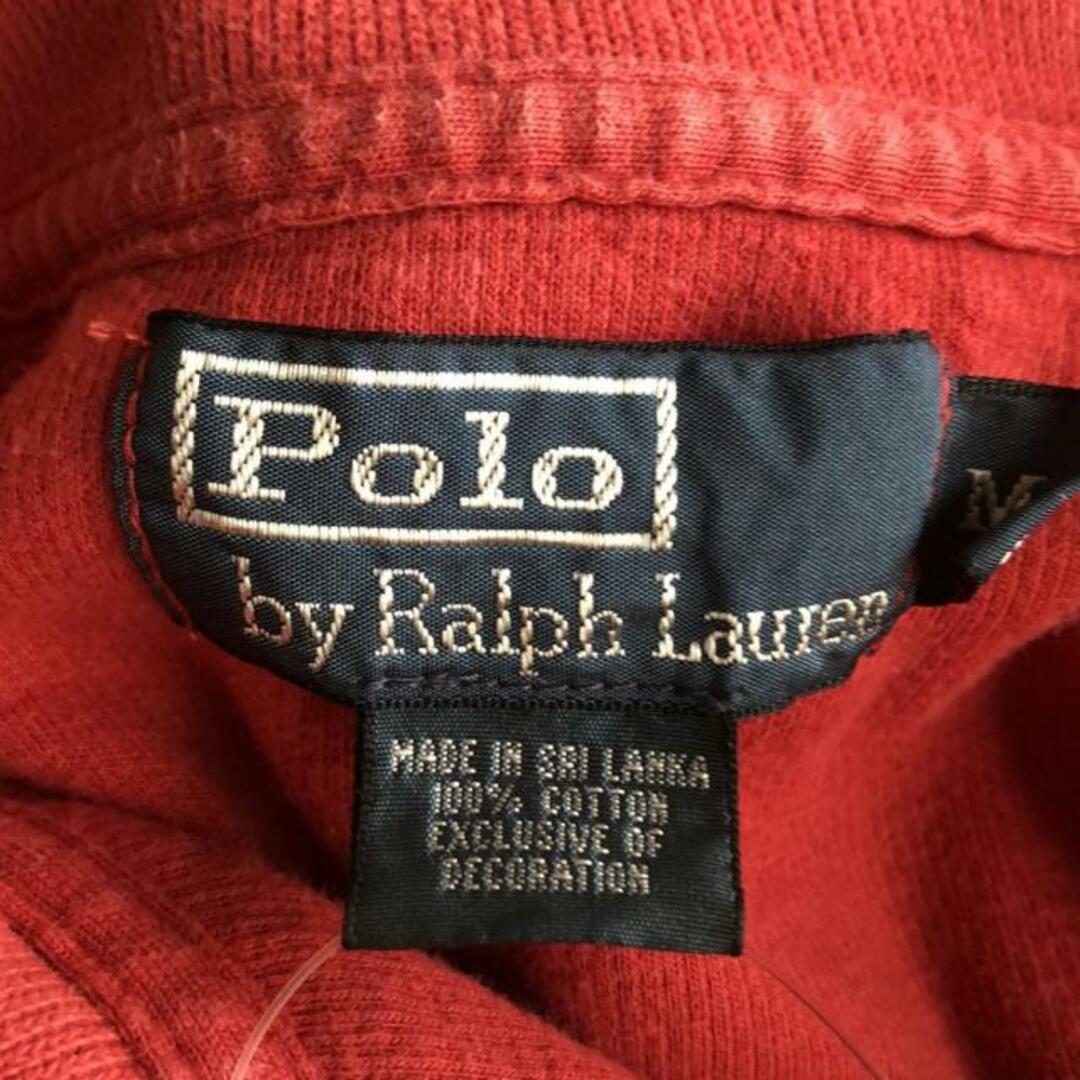 Polo
by Ralph Lauren
M
MADE IN SRI LANKA
100% COTTON
EXCLUSIVE OF
DECORATION